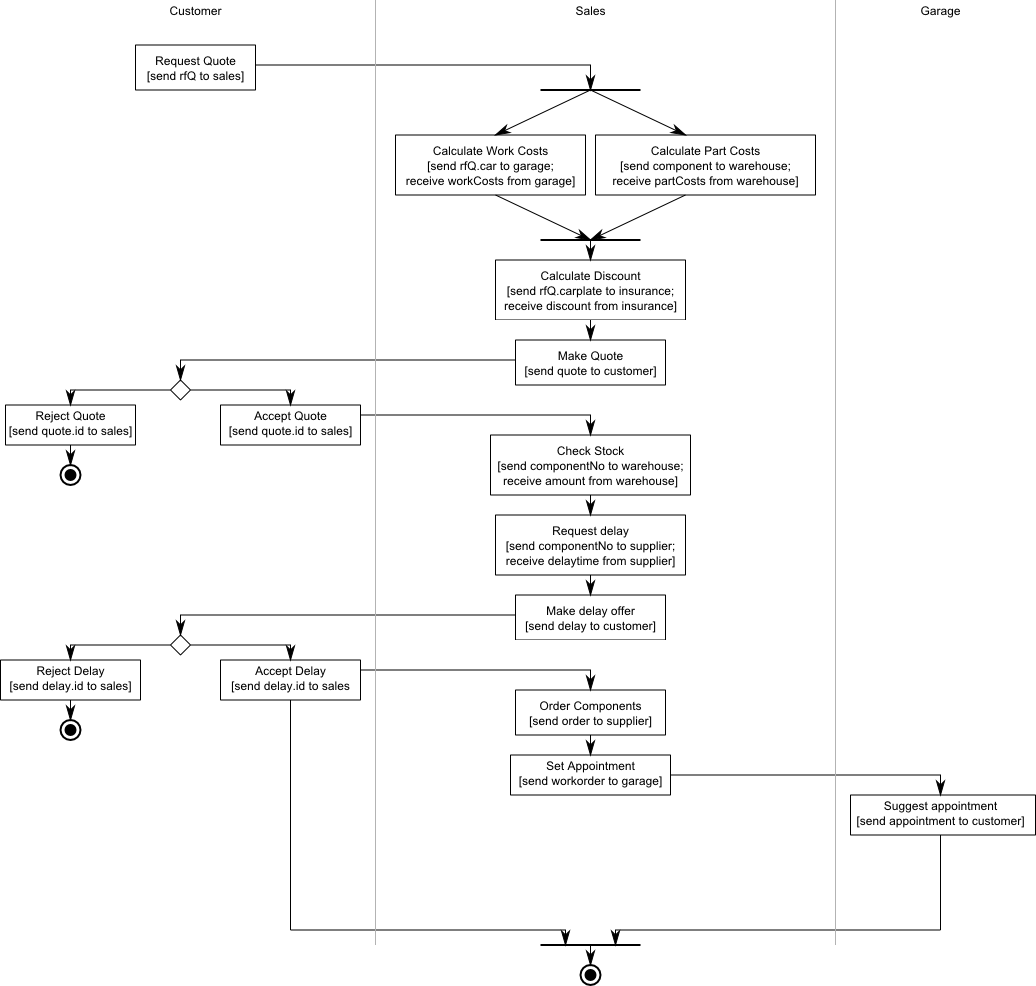 Customer
Sales
Garage
Request Quote
[send rfQ to sales]
Calculate Work Costs
[send rfQ.car to garage;
receive workCosts from garage]
Calculate Part Costs
[send component to warehouse;
receive partCosts from warehouse]
Calculate Discount
[send rfQ.carplate to insurance;
receive discount from insurance]
Make Quote
[send quote to customer]
Reject Quote
[send quote.id to sales]
Accept Quote
[send quote.id to sales]
Check Stock
[send componentNo to warehouse;
receive amount from warehouse]
Request delay
[send componentNo to supplier;
receive delaytime from supplier]
Make delay offer
[send delay to customer]
Reject Delay
[send delay.id to sales]
Accept Delay
[send delay.id to sales
Order Components
[send order to supplier]
Set Appointment
[send workorder to garage]
Suggest appointment
[send appointment to customer]